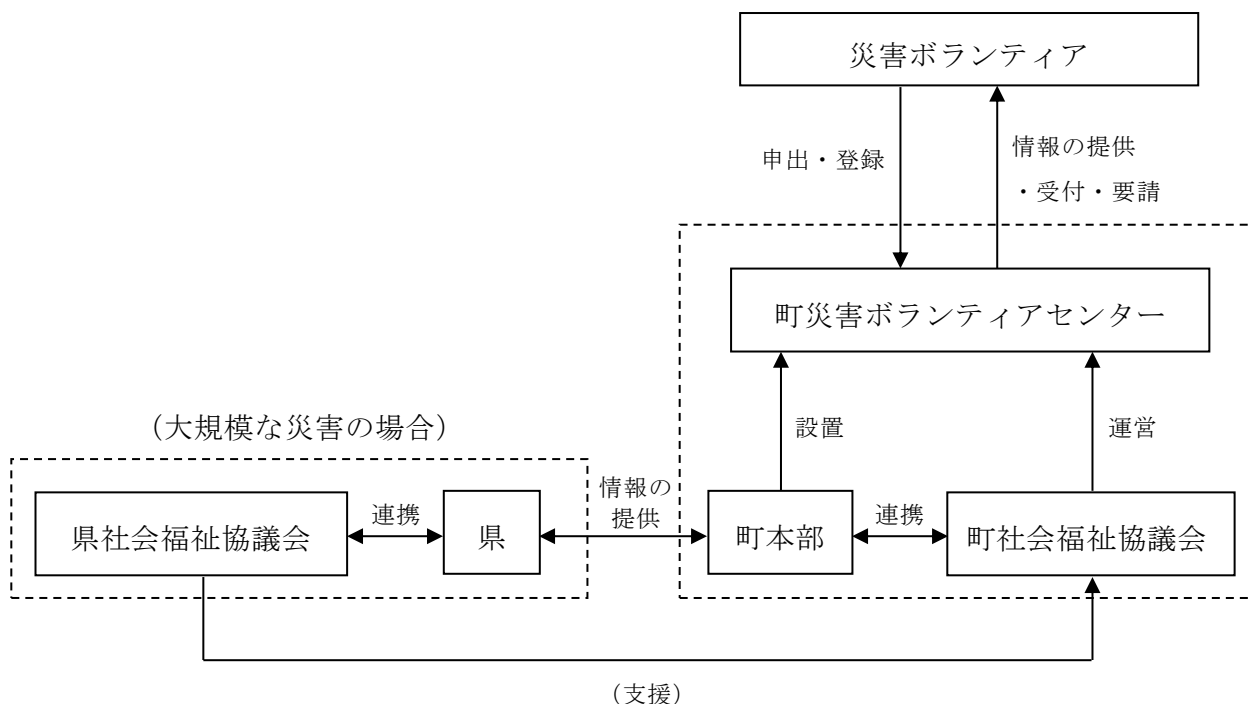 災害ボランティア
申出・登録
情報の提供
・受付・要請
町災害ボランティアセンター
設置
運営
（大規模な災害の場合）
県社会福祉協議会
連携
県
情報の
提供
町本部
連携
町社会福祉協議会
（支援）